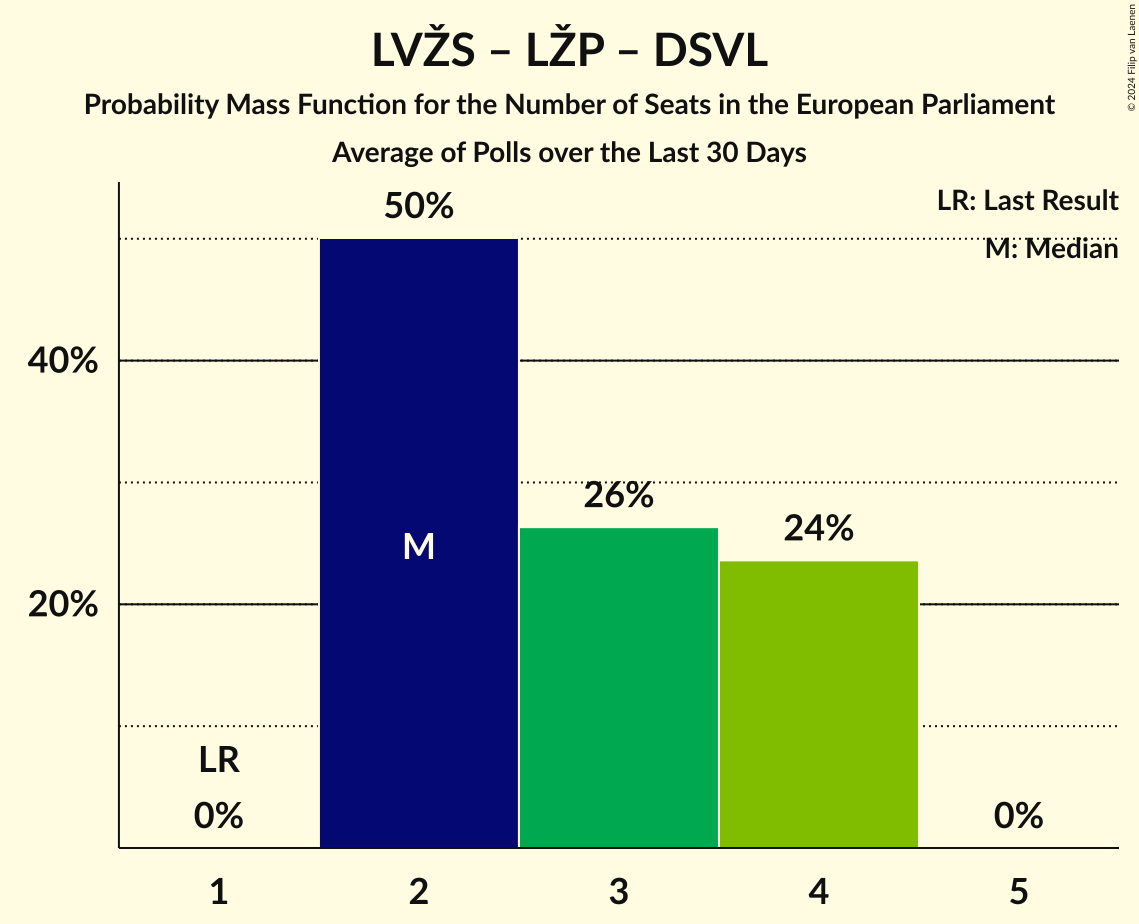 LVŽS – LŽP – DSVL
Probability Mass Function for the Number of Seats in the European Parliament
Average of Polls over the Last 30 Days
© 2024 Filip van Laenen
LR: Last Result
M: Median
50%
40%
26%
24%
M
20%
LR
0%
0%
1 2 3 4 5